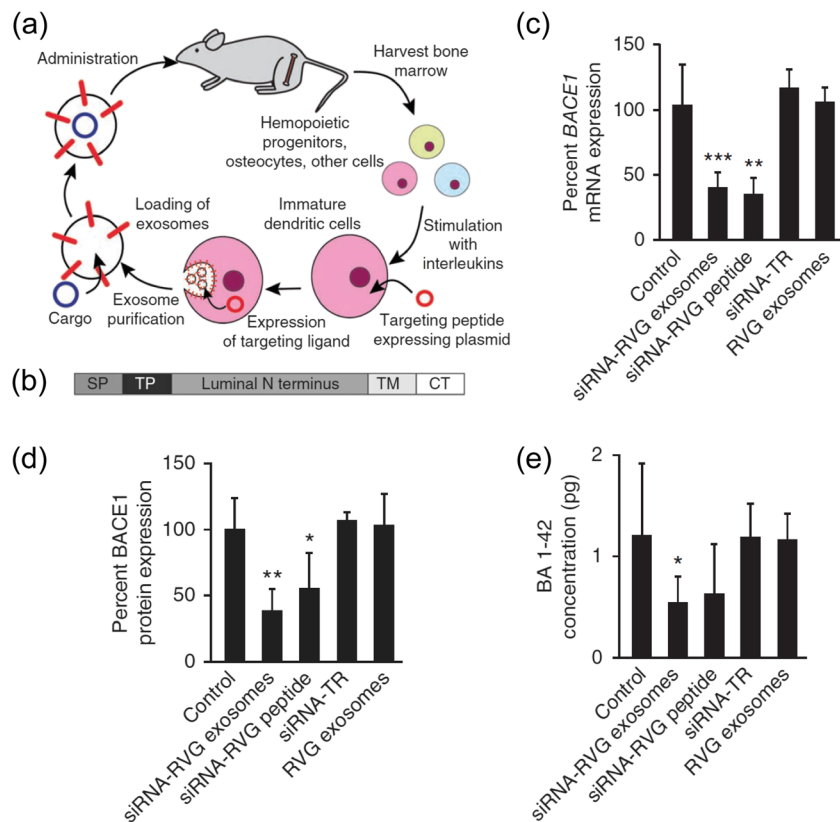 (a)
Administration
Harvest bone
marrow
Hemopoietic
progenitors,
osteocytes, other cells
Loading of
exosomes
Immature
dendritic cells
Stimulation
with
interleukins
Cargo
Exosome
purification
Expression
of targeting ligand
Targeting peptide
expressing plasmid
(b)
SP TP Luminal N terminus TM CT
(c)
Percent BACE1
mRNA expression
150
100
50
0
***
**
Control
siRNA-RVG exosomes
siRNA-RVG peptide
siRNA-TR
RVG exosomes
(d)
Percent BACE1
protein expression
150
100
50
0
**
*
Control
siRNA-RVG exosomes
siRNA-RVG peptide
siRNA-TR
RVG exosomes
(e)
BA 1-42
concentration (pg)
2
1
0
*
Control
siRNA-RVG exosomes
siRNA-RVG peptide
siRNA-TR
RVG exosomes